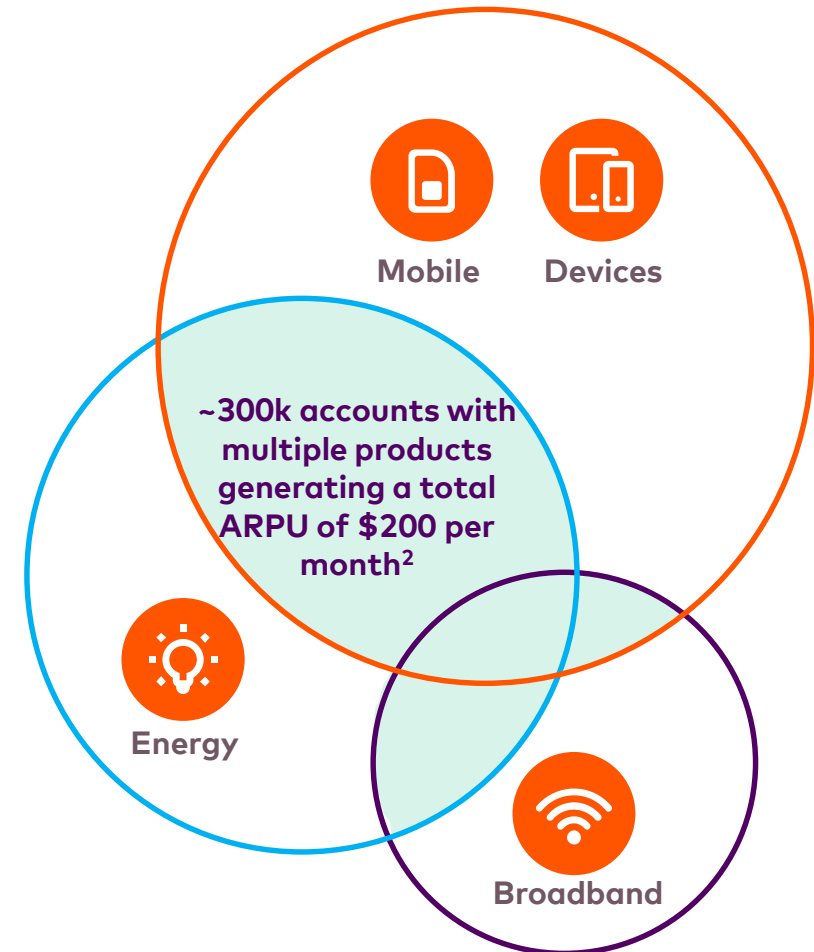 Mobile
Devices
~300k accounts with
multiple products
generating a total
ARPU of $200 per
month²
Energy
Broadband